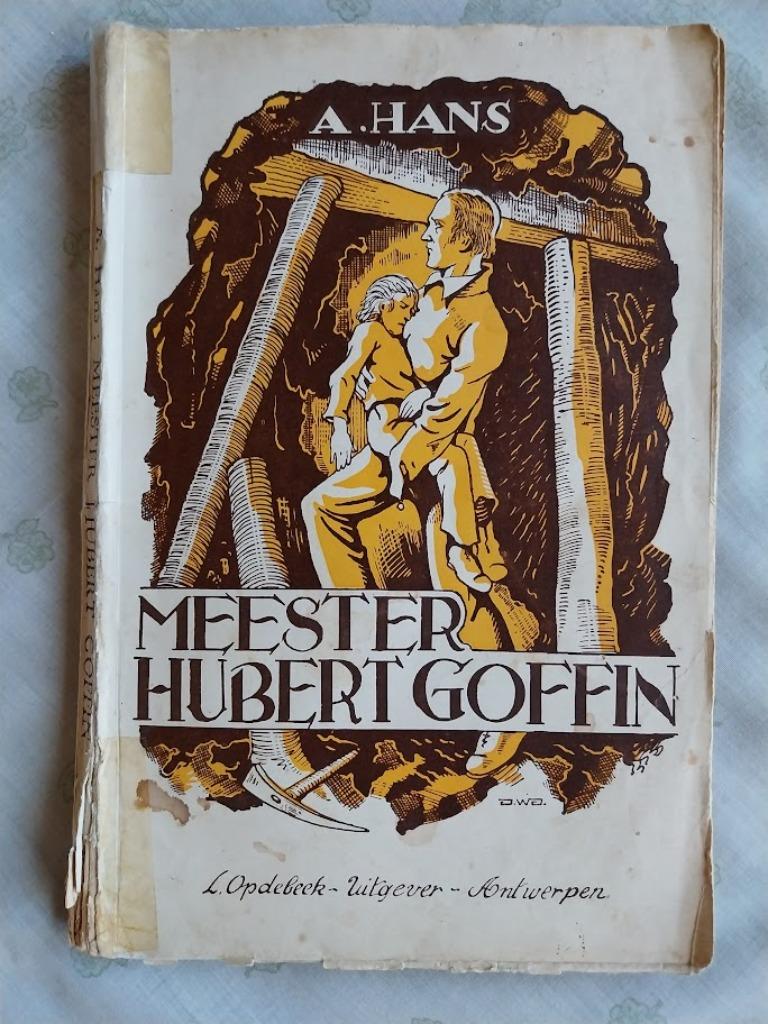 A. HANS
MEESTER
HUBERT GOFFIN
D.W.D.
L. Opdebeek - Uitgever - Antwerpen
A. HANS : MEESTER HUBERT GOFFIN